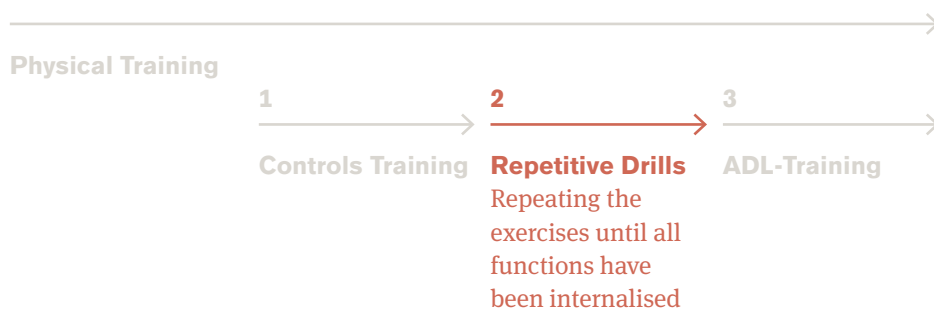 Physical Training
1
Controls Training
2
Repetitive Drills
Repeating the
exercises until all
functions have
been internalised
3
ADL-Training